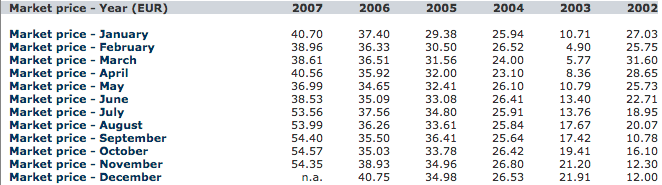 Market price - Year (EUR) 2007 2006 2005 2004 2003 2002
Market price - January 40.70 37.40 29.38 25.94 10.71 27.03
Market price - February 38.96 36.33 30.50 26.52 4.90 25.75
Market price - March 38.61 36.51 31.56 24.00 5.77 31.60
Market price - April 40.56 35.92 32.00 23.10 8.36 28.65
Market price - May 36.99 34.65 32.41 26.10 10.79 25.73
Market price - June 38.53 35.09 33.08 26.41 13.40 22.71
Market price - July 53.56 37.56 34.80 25.91 13.76 18.95
Market price - August 53.99 36.26 33.61 25.84 17.67 20.07
Market price - September 54.40 35.50 36.41 25.64 17.42 10.78
Market price - October 54.57 35.03 33.78 26.42 19.41 16.10
Market price - November 54.35 38.93 34.96 26.80 21.20 12.30
Market price - December n.a. 40.75 34.98 26.53 21.91 12.00